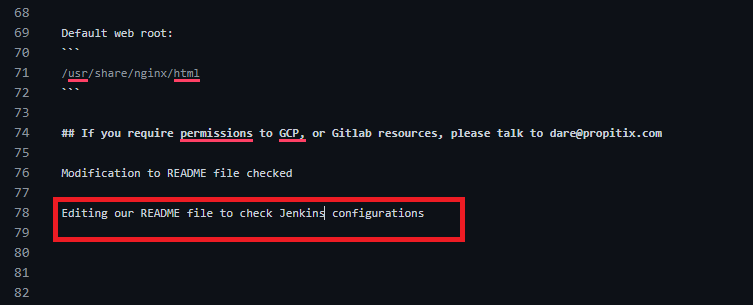 68
69 Default web root:
70 ```
71 /usr/share/nginx/html
72 ```
73
74 ## If you require permissions to GCP, or Gitlab resources, please talk to dare@propitix.com
75
76 Modification to README file checked
77
78 Editing our README file to check Jenkins configurations
79
80
81
82